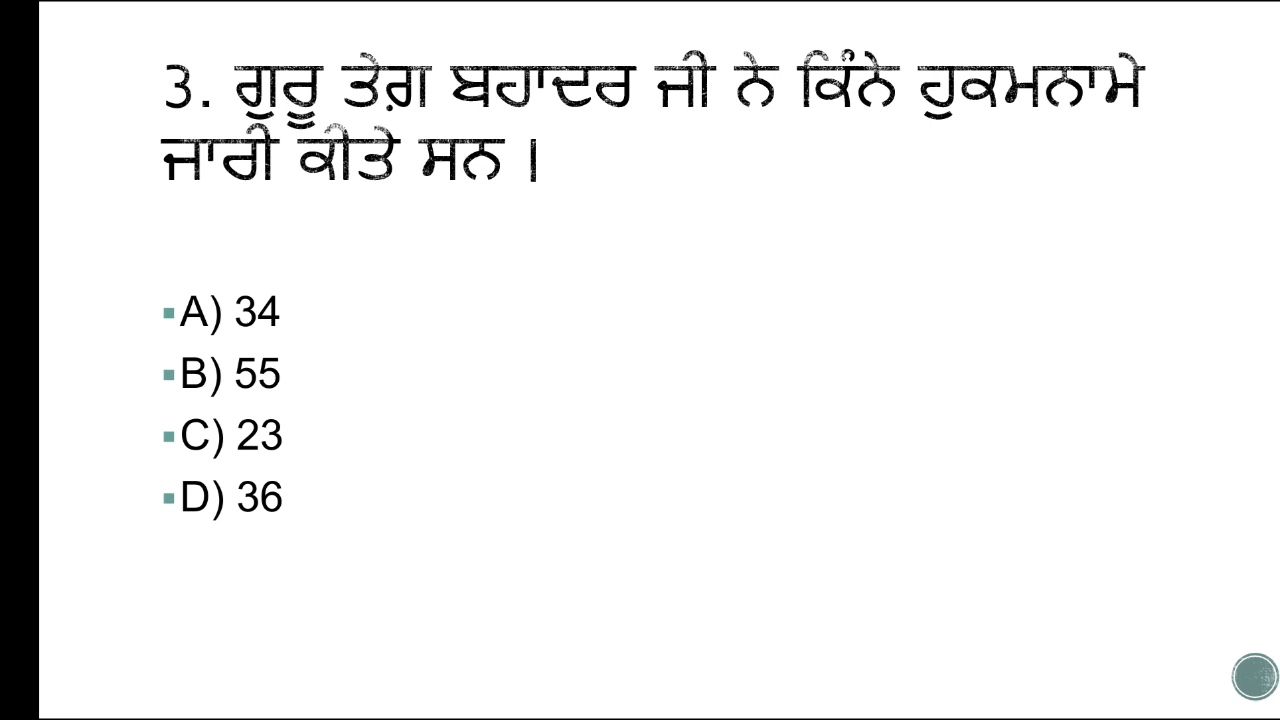 3. ਗੁਰੂ ਤੇਗ਼ ਬਹਾਦਰ ਜੀ ਨੇ ਕਿੰਨੇ ਹੁਕਮਨਾਮੇ
ਜਾਰੀ ਕੀਤੇ ਸਨ ।
A) 34
B) 55
C) 23
D) 36